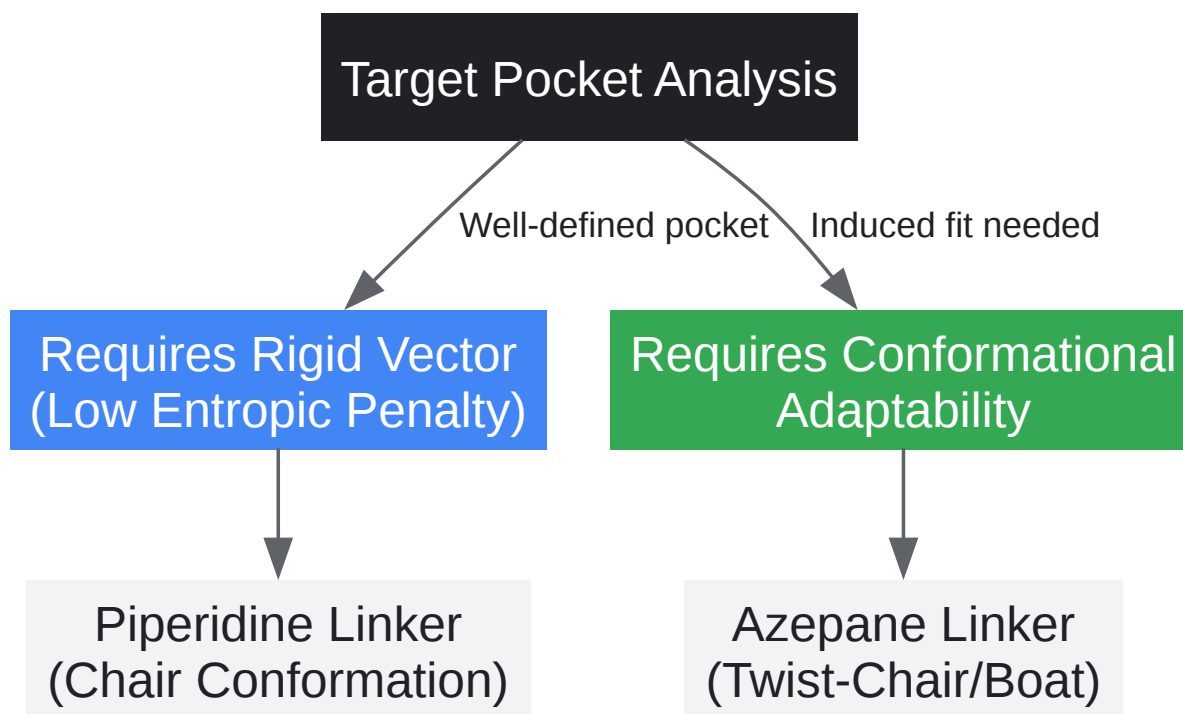 Target Pocket Analysis
Well-defined pocket
Induced fit needed
Requires Rigid Vector
(Low Entropic Penalty)
Requires Conformational
Adaptability
Piperidine Linker
(Chair Conformation)
Azepane Linker
(Twist-Chair/Boat)